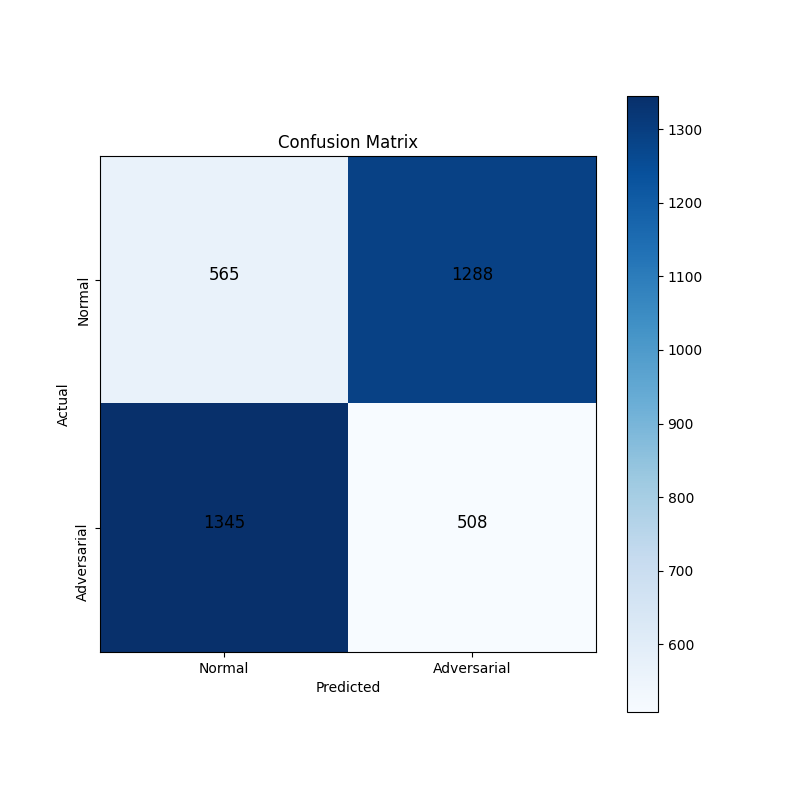 Confusion Matrix
565
1288
1345
508
Normal
Adversarial
Actual
Normal
Adversarial
Predicted
1300
1200
1100
1000
900
800
700
600